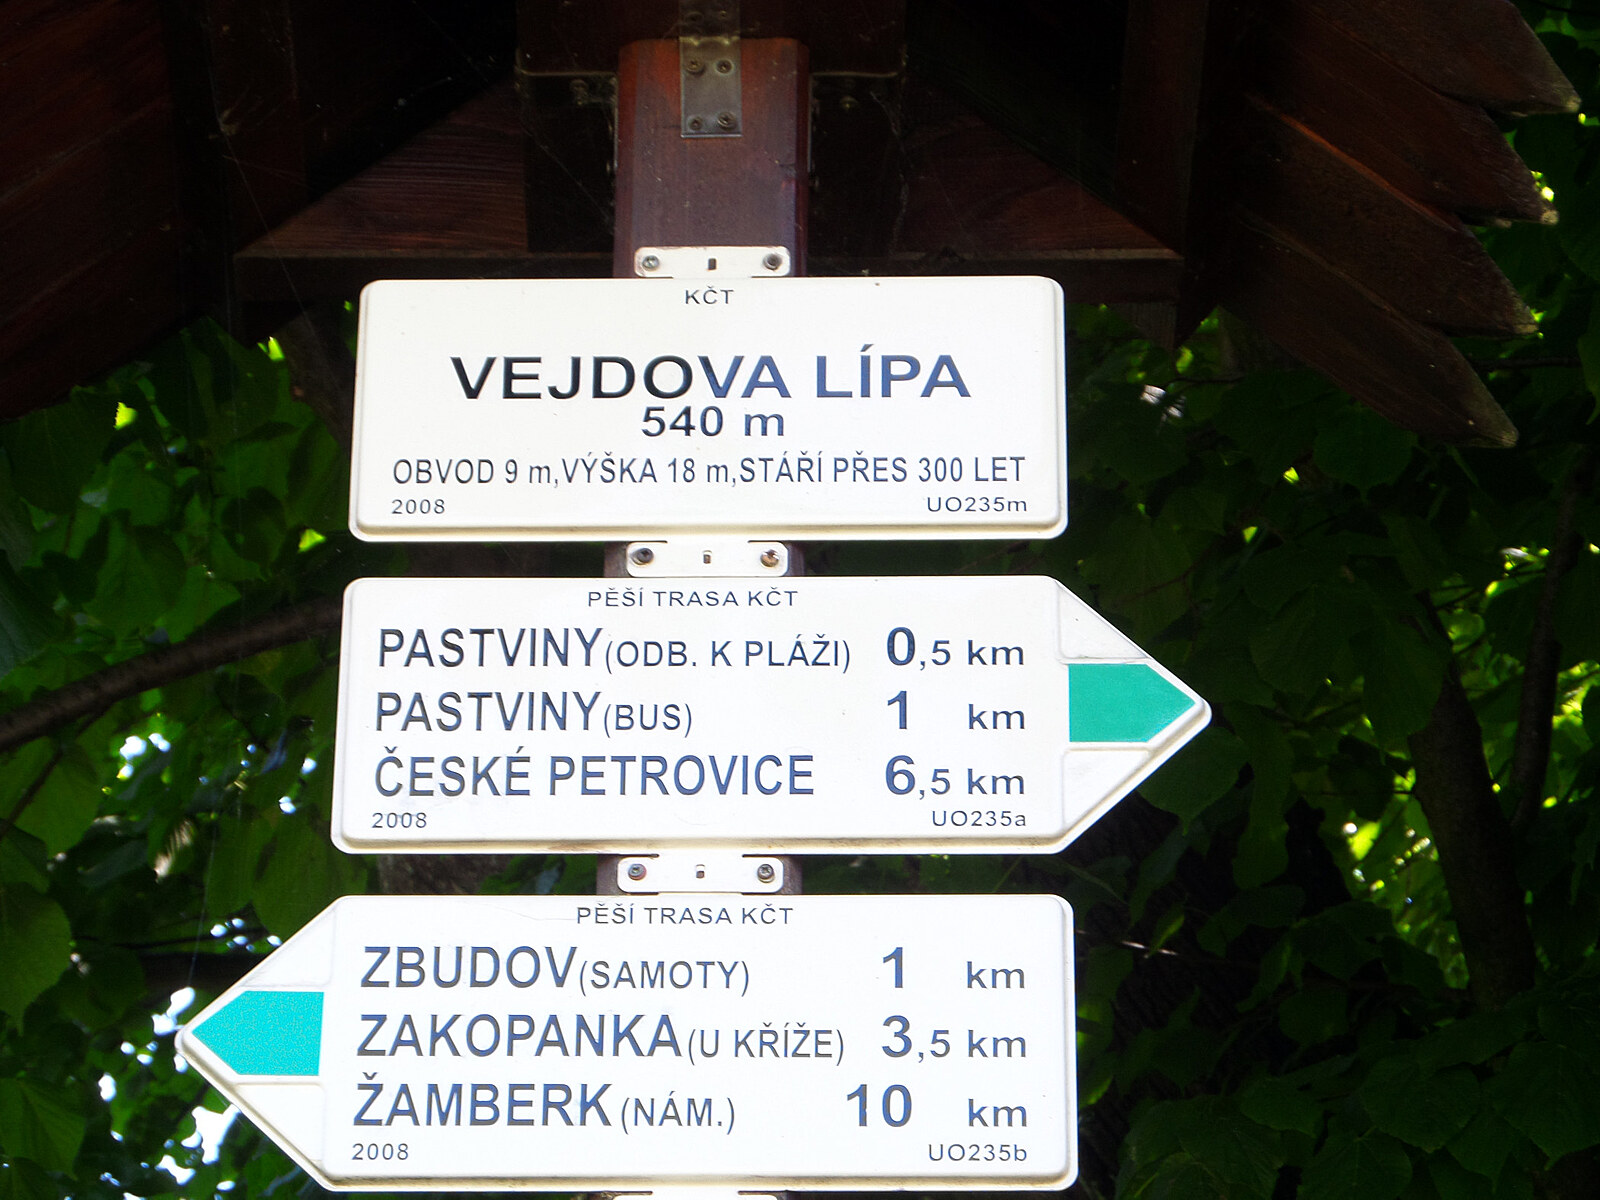 KČT
VEJDOVA LÍPA
540 m
OBVOD 9 m,VÝŠKA 18 m,STÁŘÍ PŘES 300 LET
2008 UO235m
PĚŠÍ TRASA KČT
PASTVINY(ODB. K PLÁŽI) 0,5 km
PASTVINY(BUS) 1 km
ČESKÉ PETROVICE 6,5 km
2008 UO235a
PĚŠÍ TRASA KČT
ZBUDOV(SAMOTY) 1 km
ZAKOPANKA(U KŘÍŽE) 3,5 km
ŽAMBERK(NÁM.) 10 km
2008 UO235b